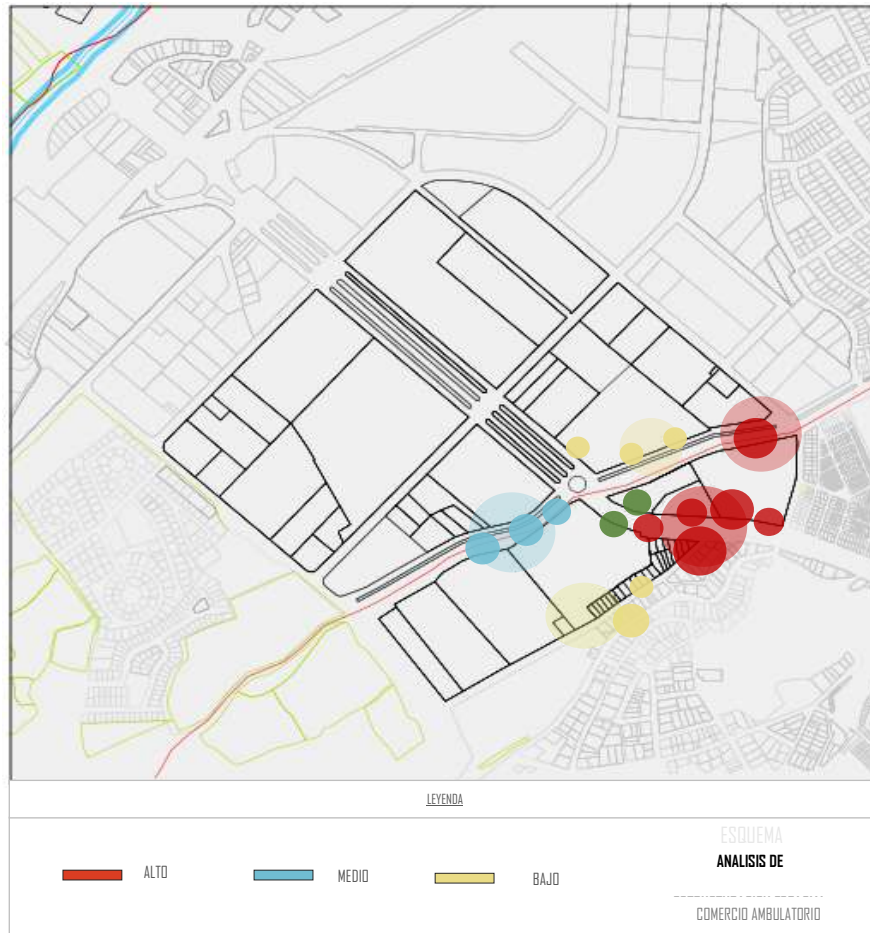 LEYENDA
ALTO
MEDIO
BAJO
ESQUEMA
ANALISIS DE
COMERCIO AMBULATORIO